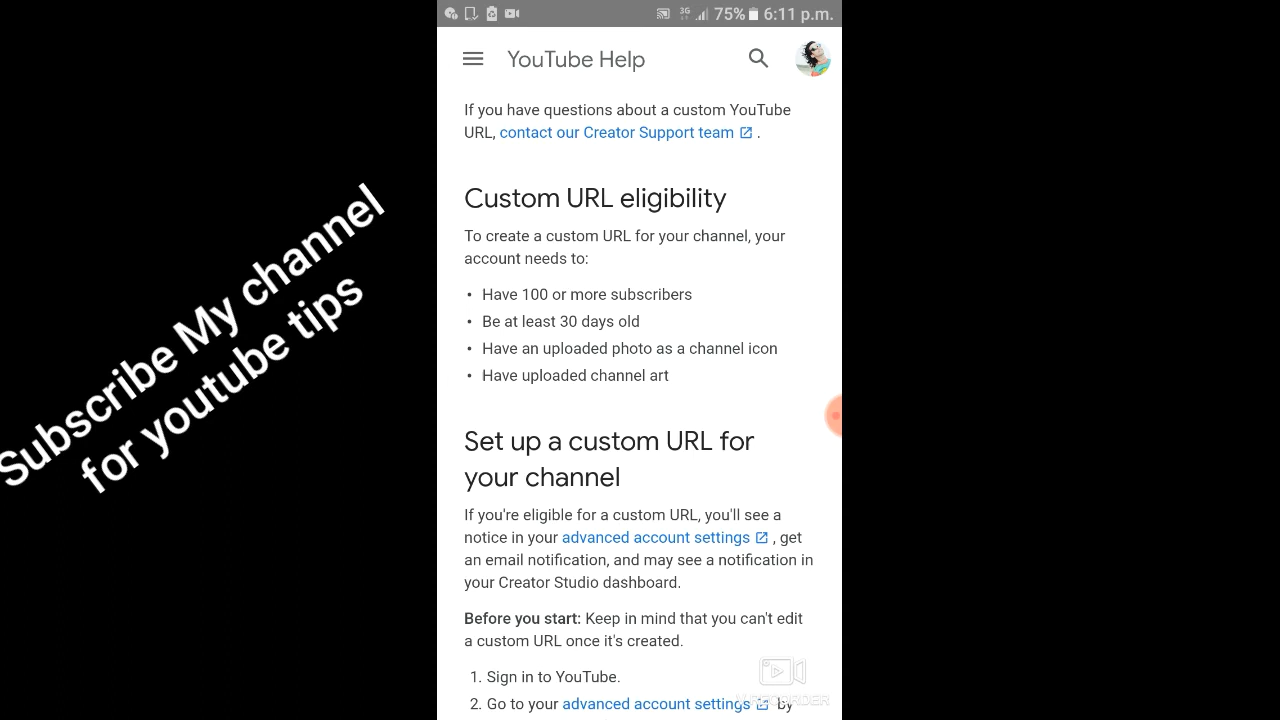 3G 75% 6:11 p.m.
YouTube Help
If you have questions about a custom YouTube
URL, contact our Creator Support team .
Custom URL eligibility
To create a custom URL for your channel, your
account needs to:
• Have 100 or more subscribers
• Be at least 30 days old
• Have an uploaded photo as a channel icon
• Have uploaded channel art
Set up a custom URL for
your channel
If you're eligible for a custom URL, you'll see a
notice in your advanced account settings , get
an email notification, and may see a notification in
your Creator Studio dashboard.
Before you start: Keep in mind that you can't edit
a custom URL once it's created.
1. Sign in to YouTube.
2. Go to your advanced account settings by
V RECORDER
Subscribe My channel
for youtube tips